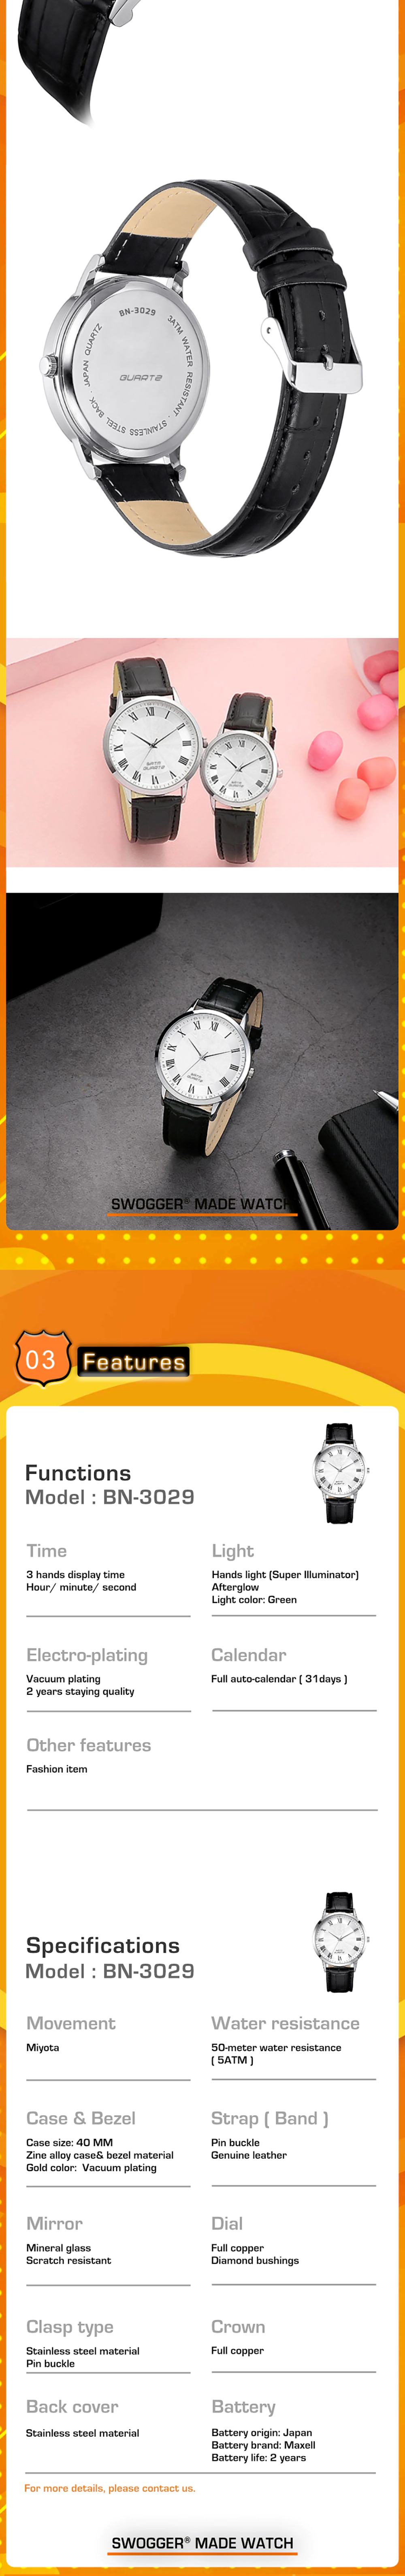 BN-3029
3ATM WATER RESISTANT - STAINLESS STEEL BACK - JAPAN QUARTZ
QUARTZ
SWOGGER® MADE WATCH
03
Features
Functions
Model : BN-3029
Time
3 hands display time
Hour/ minute/ second
Light
Hands light (Super Illuminator)
Afterglow
Light color: Green
Electro-plating
Vacuum plating
2 years staying quality
Calendar
Full auto-calendar ( 31days )
Other features
Fashion item
Specifications
Model : BN-3029
Movement
Miyota
Water resistance
50-meter water resistance
( 5ATM )
Case & Bezel
Case size: 40 MM
Zine alloy case& bezel material
Gold color: Vacuum plating
Strap ( Band )
Pin buckle
Genuine leather
Mirror
Mineral glass
Scratch resistant
Dial
Full copper
Diamond bushings
Clasp type
Stainless steel material
Pin buckle
Crown
Full copper
Back cover
Stainless steel material
Battery
Battery origin: Japan
Battery brand: Maxell
Battery life: 2 years
For more details, please contact us.
SWOGGER® MADE WATCH